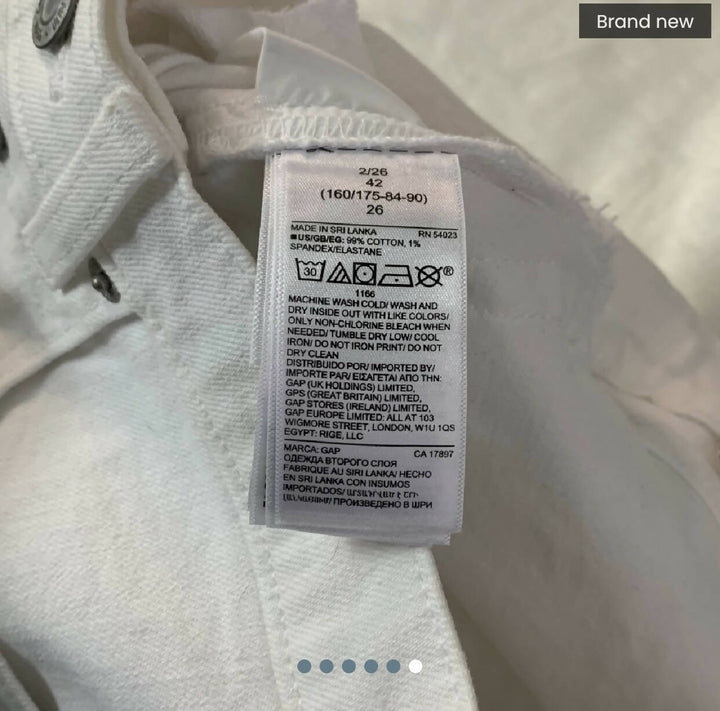 Brand new
2/26
42
(160/175-84-90)
26
MADE IN SRI LANKA RN 54023
■US/GB/EG: 99% COTTON, 1%
SPANDEX/ELASTANE
30 ®
1166
MACHINE WASH COLD/ WASH AND
DRY INSIDE OUT WITH LIKE COLORS/
ONLY NON-CHLORINE BLEACH WHEN
NEEDED/ TUMBLE DRY LOW/ COOL
IRON/ DO NOT IRON PRINT/ DO NOT
DRY CLEAN
DISTRIBUIDO POR/ IMPORTED BY/
IMPORTE PAR/ ΕΙΣΑΓΕΤΑΙ ΑΠΟ ΤΗΝ:
GAP (UK HOLDINGS) LIMITED,
GPS (GREAT BRITAIN) LIMITED,
GAP STORES (IRELAND) LIMITED,
GAP EUROPE LIMITED: ALL AT 103
WIGMORE STREET, LONDON, W1U 1QS
EGYPT: RIGE, LLC
MARCA: GAP CA 17897
ОДЕЖДА ВТОРОГО СЛОЯ
FABRIQUE AU SRI LANKA/ HECHO
EN SRI LANKA CON INSUMOS
IMPORTADOS/
ПРОИЗВЕДЕНО В ШРИ